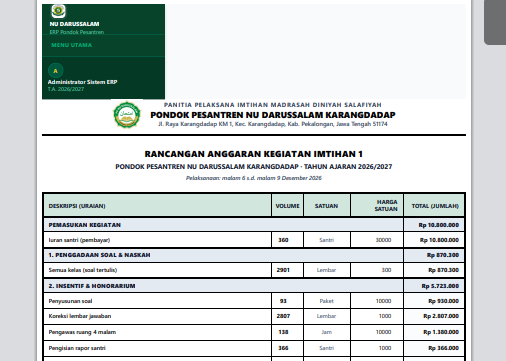 NU DARUSSALAM
ERP Pondok Pesantren
MENU UTAMA
A
Administrator Sistem ERP
T.A. 2026/2027
PANITIA PELAKSANA IMTIHAN MADRASAH DINIYAH SALAFIYAH
PONDOK PESANTREN NU DARUSSALAM KARANGDADAP
Jl. Raya Karangdadap KM 1, Kec. Karangdadap, Kab. Pekalongan, Jawa Tengah 51174
RANCANGAN ANGGARAN KEGIATAN IMTIHAN 1
PONDOK PESANTREN NU DARUSSALAM KARANGDADAP - TAHUN AJARAN 2026/2027
Pelaksanaan: malam 6 s.d. malam 9 Desember 2026
DESKRIPSI (URAIAN) VOLUME SATUAN HARGA SATUAN TOTAL (JUMLAH)
PEMASUKAN KEGIATAN Rp 10.800.000
Iuran santri (pembayar) 360 Santri 30000 Rp 10.800.000
1. PENGGADAAN SOAL & NASKAH Rp 870.300
Semua kelas (soal tertulis) 2901 Lembar 300 Rp 870.300
2. INSENTIF & HONORARIUM Rp 5.723.000
Penyusunan soal 93 Paket 10000 Rp 930.000
Koreksi lembar jawaban 2807 Lembar 1000 Rp 2.807.000
Pengawas ruang 4 malam 138 Jam 10000 Rp 1.380.000
Pengisian rapor santri 366 Santri 1000 Rp 366.000